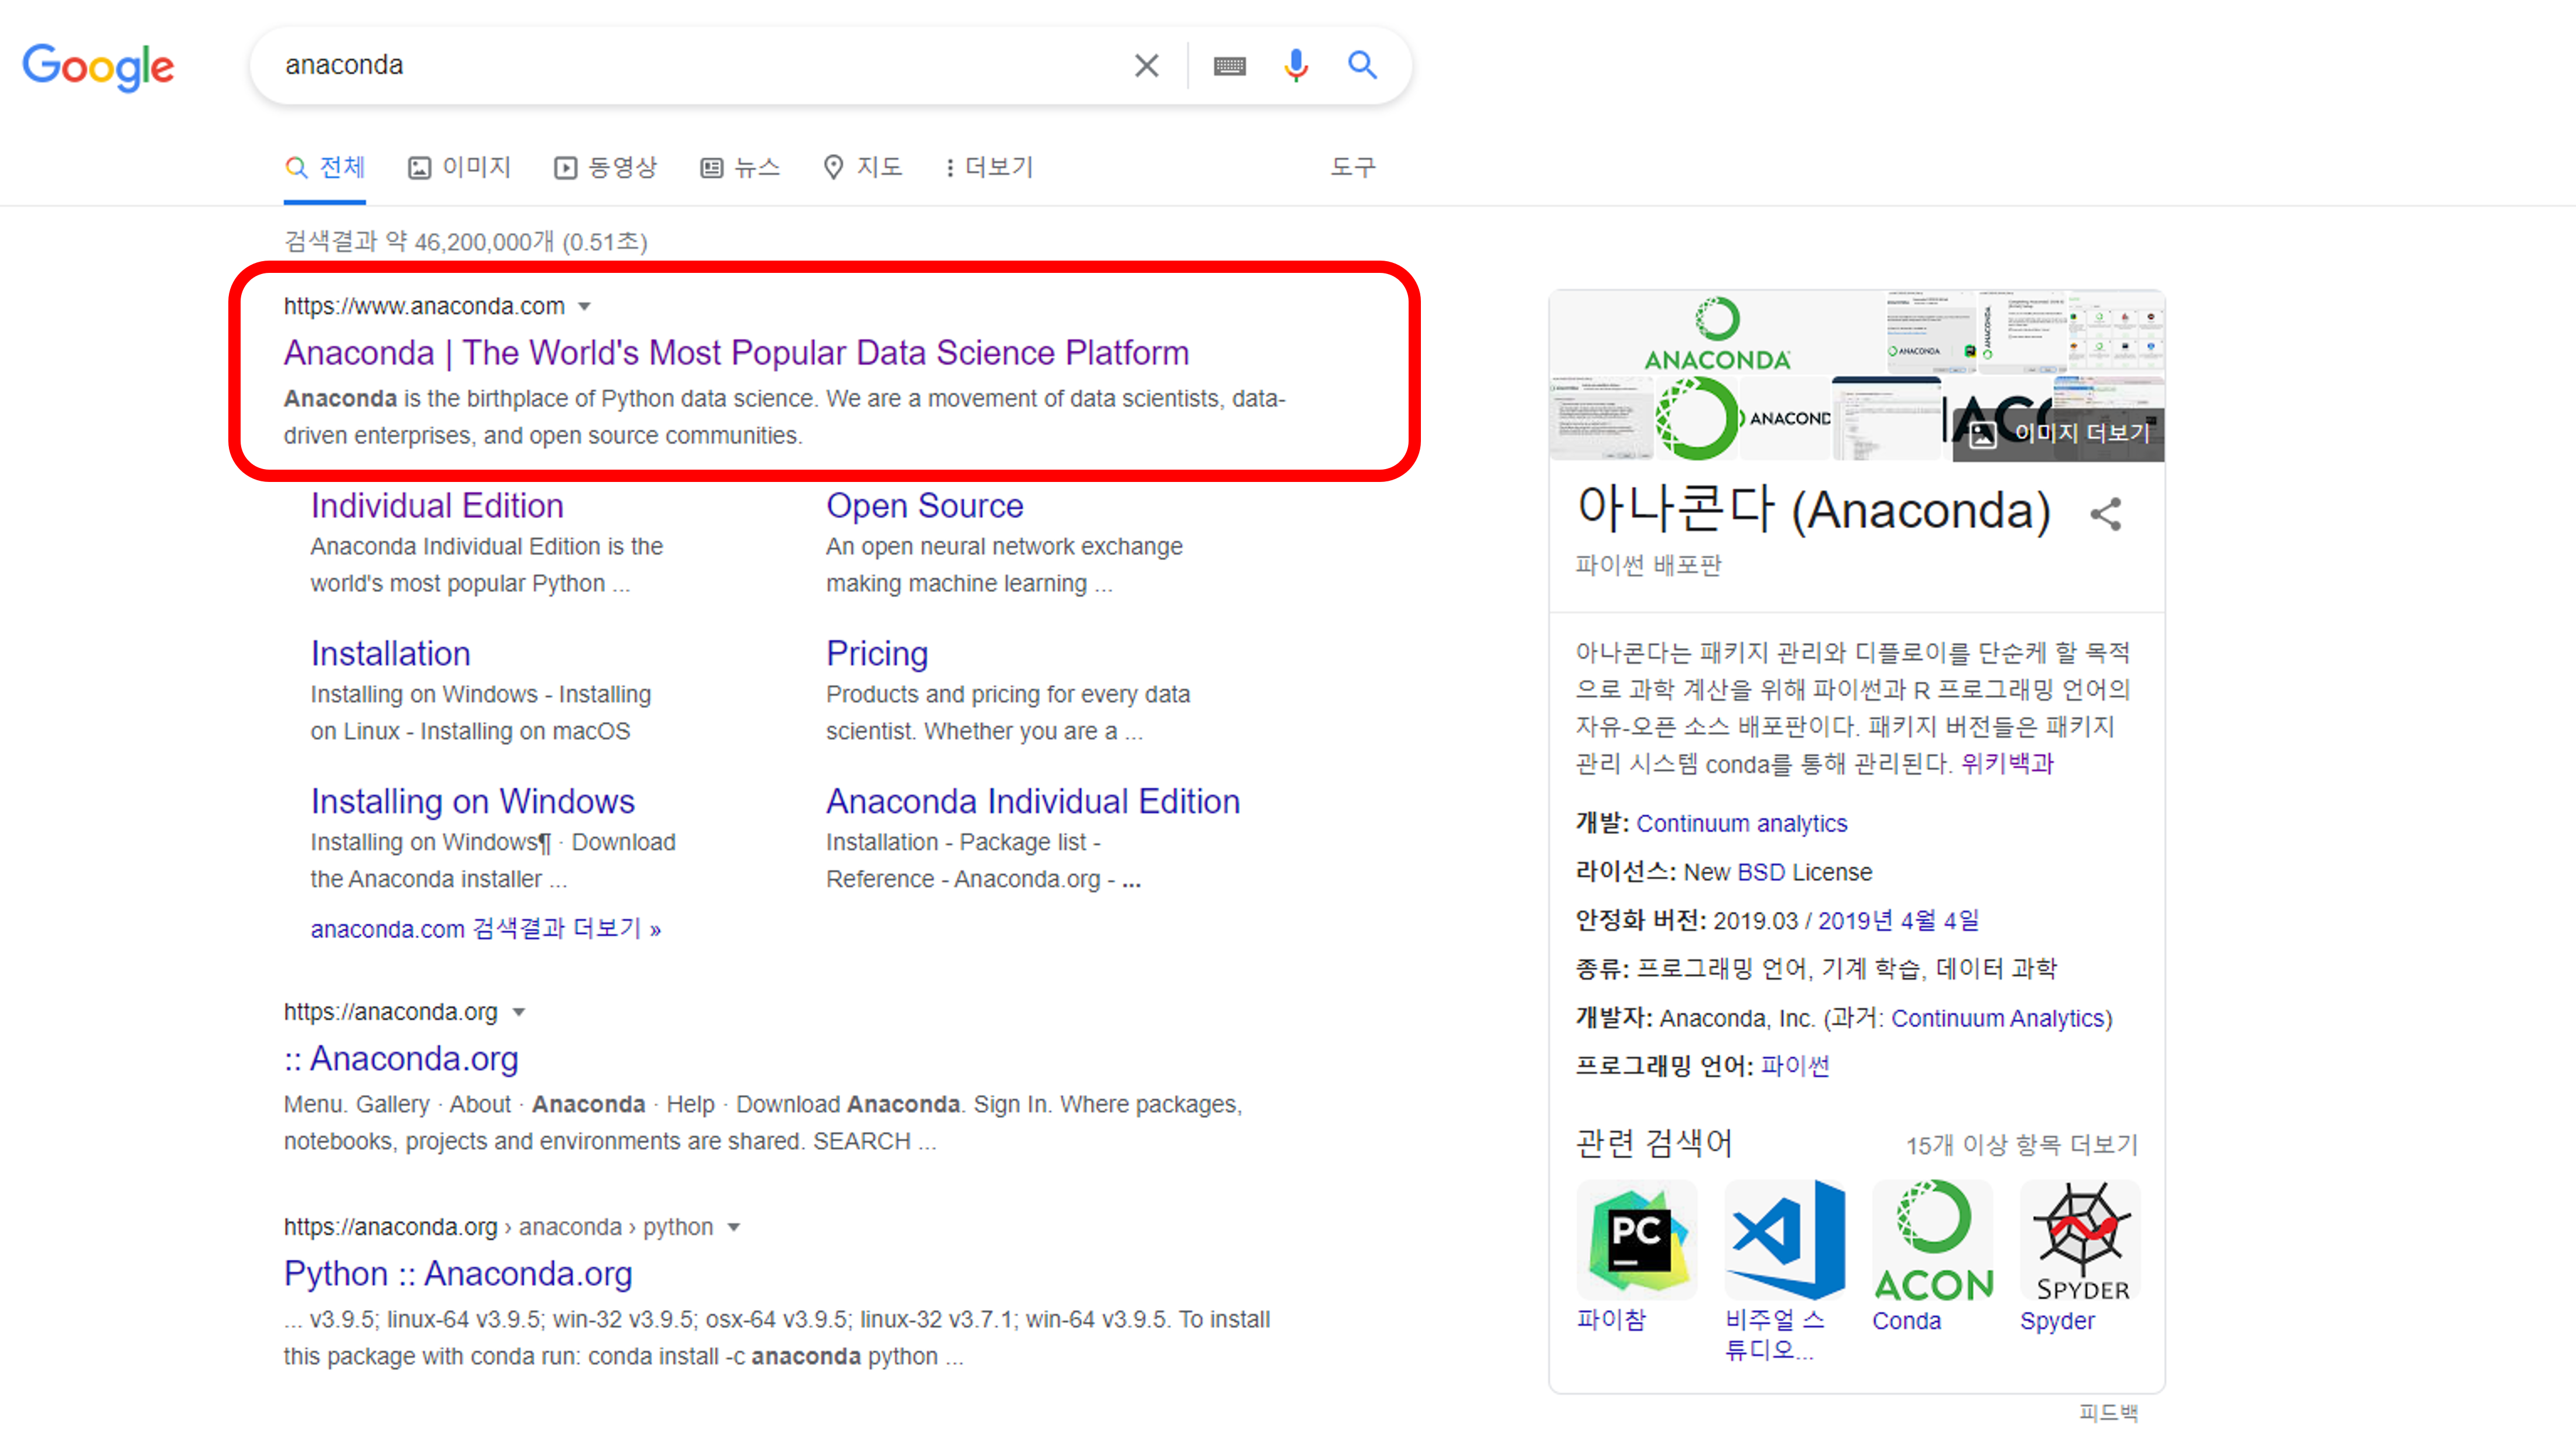 Google
anaconda
전체
이미지
동영상
뉴스
지도
더보기
도구
검색결과 약 46,200,000개 (0.51초)
https://www.anaconda.com
Anaconda | The World's Most Popular Data Science Platform
Anaconda is the birthplace of Python data science. We are a movement of data scientists, data-
driven enterprises, and open source communities.
Individual Edition
Anaconda Individual Edition is the
world's most popular Python ...
Open Source
An open neural network exchange
making machine learning ...
Installation
Installing on Windows - Installing
on Linux - Installing on macOS
Pricing
Products and pricing for every data
scientist. Whether you are a ...
Installing on Windows
Installing on Windows¶ · Download
the Anaconda installer ...
Anaconda Individual Edition
Installation - Package list -
Reference - Anaconda.org - ...
anaconda.com 검색결과 더보기 »
https://anaconda.org
:: Anaconda.org
Menu. Gallery · About · Anaconda · Help · Download Anaconda. Sign In. Where packages,
notebooks, projects and environments are shared. SEARCH ...
https://anaconda.org › anaconda › python
Python :: Anaconda.org
... v3.9.5; linux-64 v3.9.5; win-32 v3.9.5; osx-64 v3.9.5; linux-32 v3.7.1; win-64 v3.9.5. To install
this package with conda run: conda install -c anaconda python ...
ANACONDA
ANACONDA
ANACOND
이미지 더보기
아나콘다 (Anaconda)
파이썬 배포판
아나콘다는 패키지 관리와 디플로이를 단순케 할 목적
으로 과학 계산을 위해 파이썬과 R 프로그래밍 언어의
자유-오픈 소스 배포판이다. 패키지 버전들은 패키지
관리 시스템 conda를 통해 관리된다. 위키백과
개발: Continuum analytics
라이선스: New BSD License
안정화 버전: 2019.03 / 2019년 4월 4일
종류: 프로그래밍 언어, 기계 학습, 데이터 과학
개발자: Anaconda, Inc. (과거: Continuum Analytics)
프로그래밍 언어: 파이썬
관련 검색어
15개 이상 항목 더보기
PC
ACON
SPYDER
파이참
비주얼 스
튜디오...
Conda
Spyder
피드백